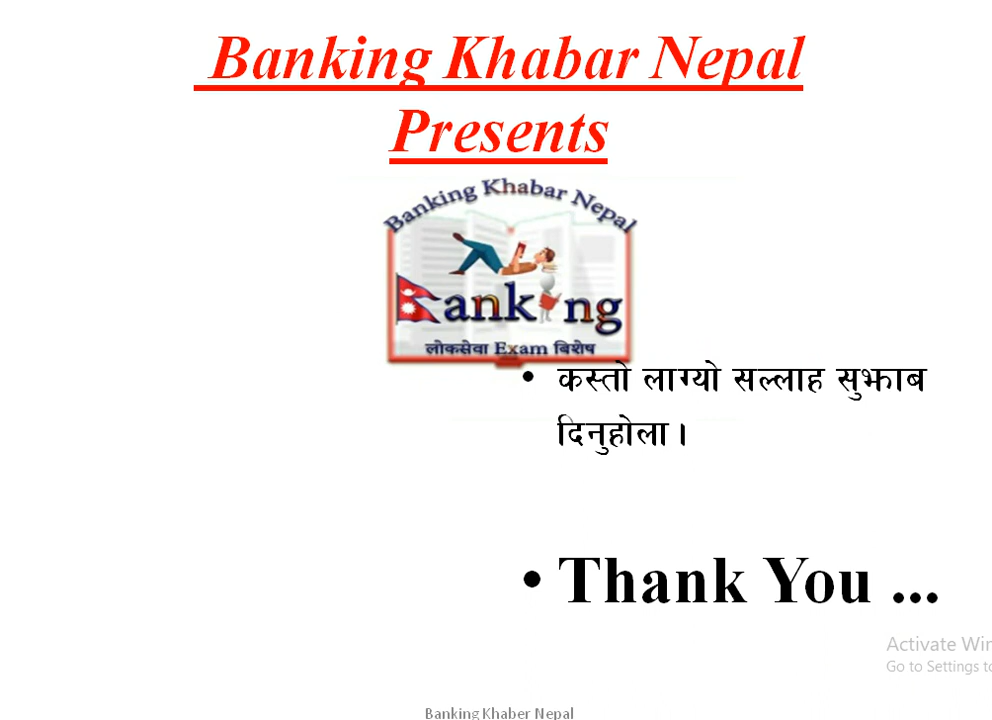 Banking Khabar Nepal
Presents
Banking Khabar Nepal
Banking
लोकसेवा Exam बिशेष
• कस्तो लाग्यो सल्लाह सुझाब
दिनुहोला ।
• Thank You ...
Activate Win
Go to Settings to
Banking Khaber Nepal